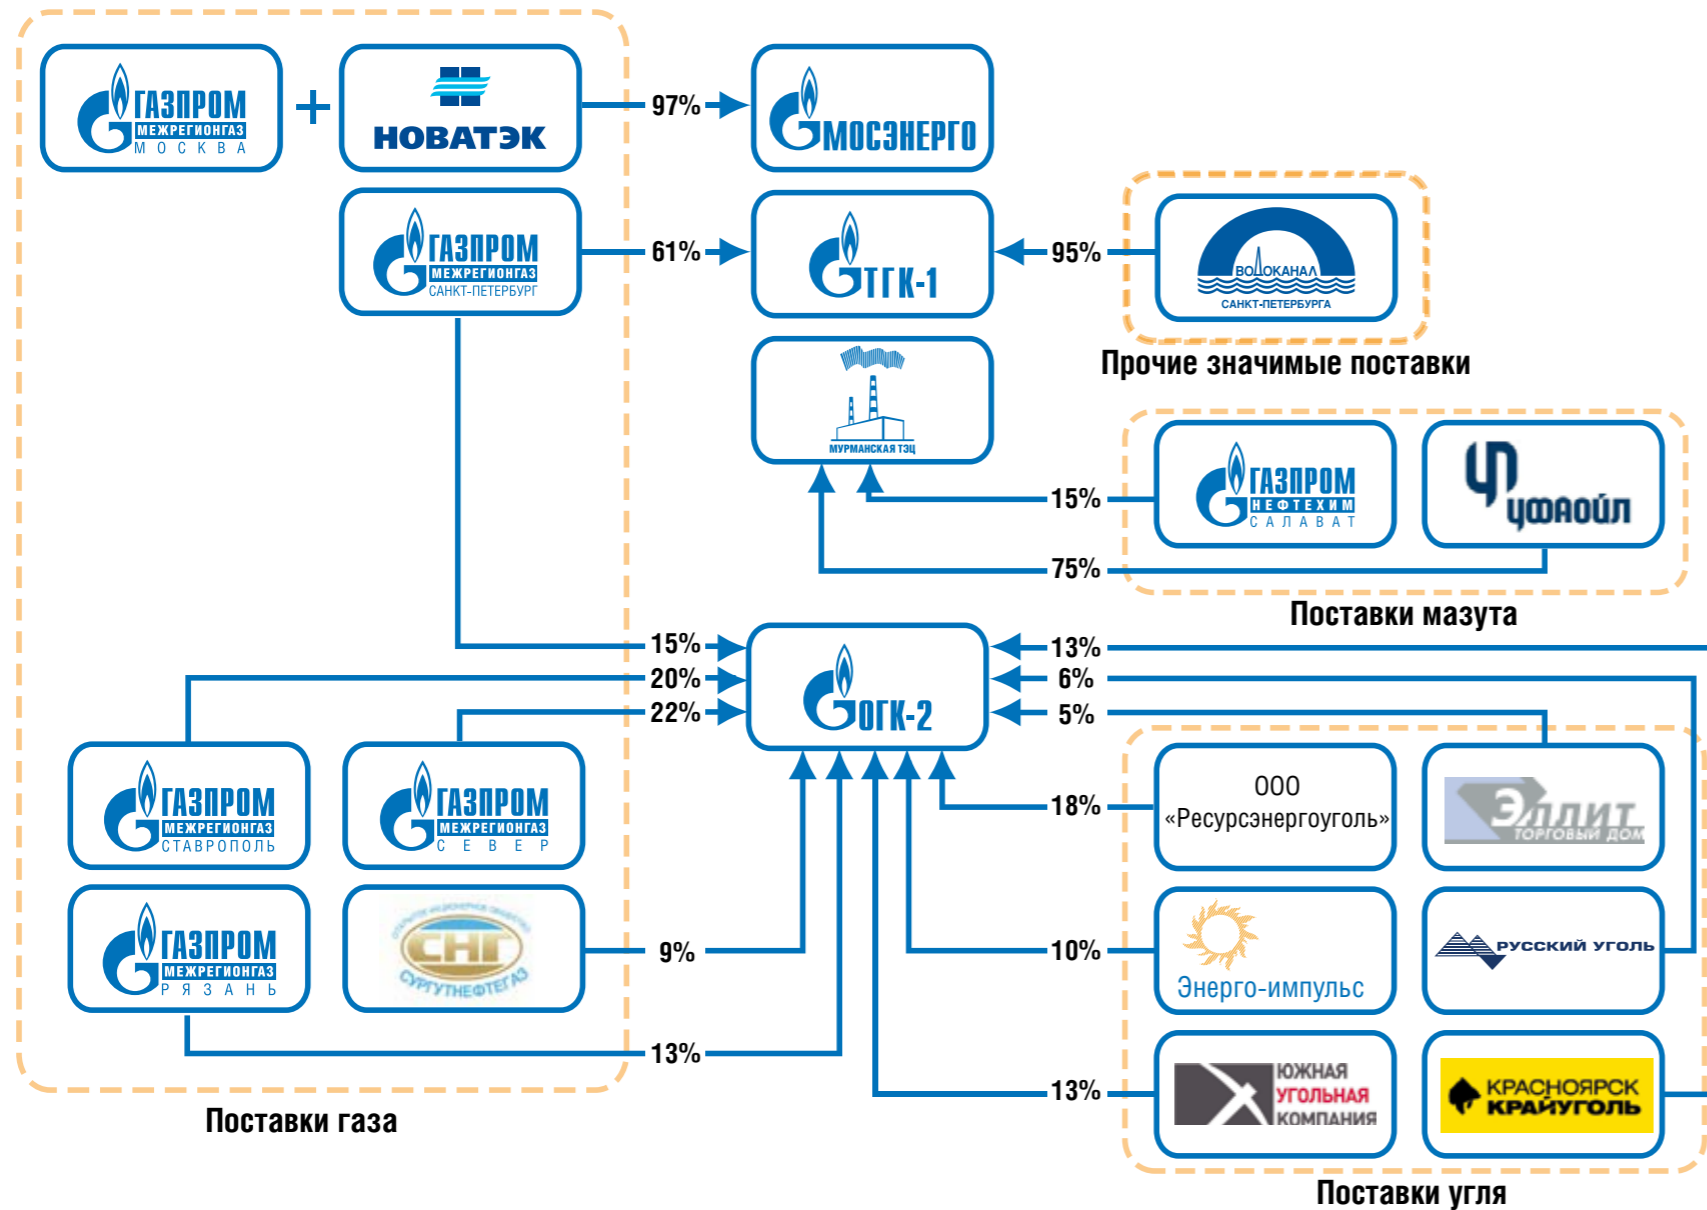 ГАЗПРОМ
МЕЖРЕГИОНГАЗ
МОСКВА
+
НОВАТЭК
97%
МОСЭНЕРГО
ГАЗПРОМ
МЕЖРЕГИОНГАЗ
САНКТ-ПЕТЕРБУРГ
61%
ТГК-1
95%
ВОДОКАНАЛ
САНКТ-ПЕТЕРБУРГА
Прочие значимые поставки
МУРМАНСКАЯ ТЭЦ
15%
ГАЗПРОМ
НЕФТЕХИМ
САЛАВАТ
УФАОЙЛ
75%
Поставки мазута
15%
20%
22%
ОГК-2
13%
6%
5%
ГАЗПРОМ
МЕЖРЕГИОНГАЗ
СТАВРОПОЛЬ
ГАЗПРОМ
МЕЖРЕГИОНГАЗ
СЕВЕР
18%
ООО
«Ресурсэнергоуголь»
Эллит
ТОРГОВЫЙ ДОМ
ГАЗПРОМ
МЕЖРЕГИОНГАЗ
РЯЗАНЬ
ОТКРЫТОЕ АКЦИОНЕРНОЕ ОБЩЕСТВО
СНГ
СУРГУТНЕФТЕГАЗ
9%
10%
Энерго-импульс
РУССКИЙ УГОЛЬ
13%
13%
ЮЖНАЯ
УГОЛЬНАЯ
КОМПАНИЯ
КРАСНОЯРСК
КРАЙУГОЛЬ
Поставки газа
Поставки угля